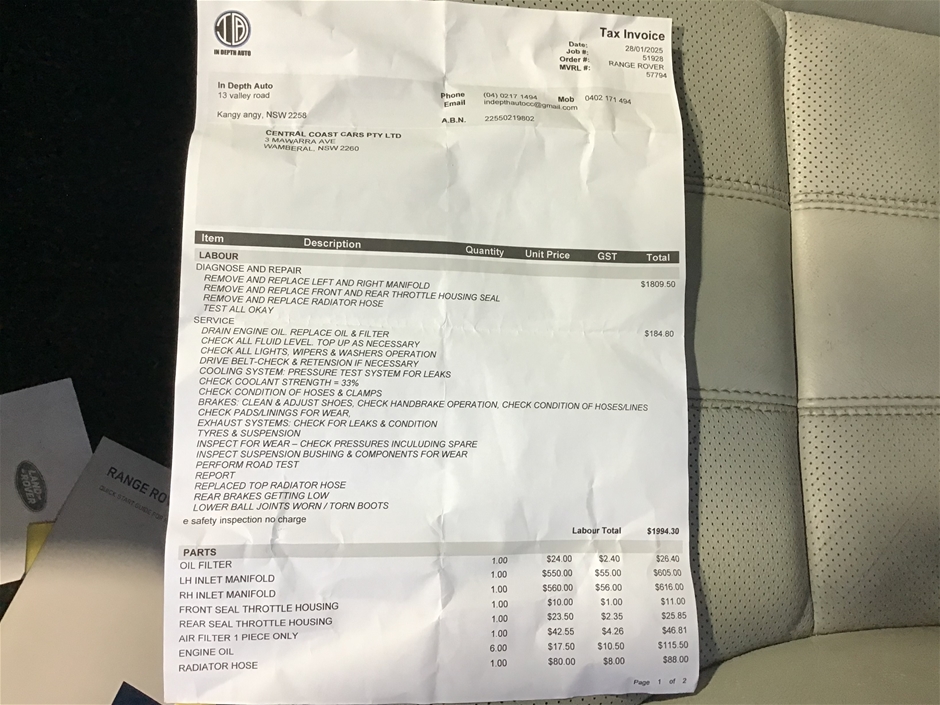 IN DEPTH AUTO
Tax Invoice
Date: 28/01/2025
Job #: 51928
Order #: RANGE ROVER
MVRL #: 57794
In Depth Auto
13 valley road
Kangy angy, NSW 2258
Phone (04) 0217 1494 Mob 0402 171 494
Email indepthautocc@gmail.com
A.B.N. 22550219802
CENTRAL COAST CARS PTY LTD
3 MAWARRA AVE
WAMBERAL, NSW 2260
Item Description Quantity Unit Price GST Total
LABOUR
DIAGNOSE AND REPAIR $1809.50
REMOVE AND REPLACE LEFT AND RIGHT MANIFOLD
REMOVE AND REPLACE FRONT AND REAR THROTTLE HOUSING SEAL
REMOVE AND REPLACE RADIATOR HOSE
TEST ALL OKAY
SERVICE $184.80
DRAIN ENGINE OIL. REPLACE OIL & FILTER
CHECK ALL FLUID LEVEL. TOP UP AS NECESSARY
CHECK ALL LIGHTS, WIPERS & WASHERS OPERATION
DRIVE BELT-CHECK & RETENSION IF NECESSARY
COOLING SYSTEM: PRESSURE TEST SYSTEM FOR LEAKS
CHECK COOLANT STRENGTH = 33%
CHECK CONDITION OF HOSES & CLAMPS
BRAKES: CLEAN & ADJUST SHOES, CHECK HANDBRAKE OPERATION, CHECK CONDITION OF HOSES/LINES
CHECK PADS/LININGS FOR WEAR,
EXHAUST SYSTEMS: CHECK FOR LEAKS & CONDITION
TYRES & SUSPENSION
INSPECT FOR WEAR – CHECK PRESSURES INCULUDING SPARE
INSPECT SUSPENSION BUSHING & COMPONENTS FOR WEAR
PERFORM ROAD TEST
REPORT
REPLACED TOP RADIATOR HOSE
REAR BRAKES GETTING LOW
LOWER BALL JOINTS WORN / TORN BOOTS
e safety inspection no charge
Labour Total $1994.30
PARTS
OIL FILTER 1.00 $24.00 $2.40 $26.40
LH INLET MANIFOLD 1.00 $550.00 $55.00 $605.00
RH INLET MANIFOLD 1.00 $560.00 $56.00 $616.00
FRONT SEAL THROTTLE HOUSING 1.00 $10.00 $1.00 $11.00
REAR SEAL THROTTLE HOUSING 1.00 $23.50 $2.35 $25.85
AIR FILTER 1 PIECE ONLY 1.00 $42.55 $4.26 $46.81
ENGINE OIL 6.00 $17.50 $10.50 $115.50
RADIATOR HOSE 1.00 $80.00 $8.00 $88.00
Page 1 of 2
LAND ROVER
RANGE RO
QUICK START GUIDE FOR